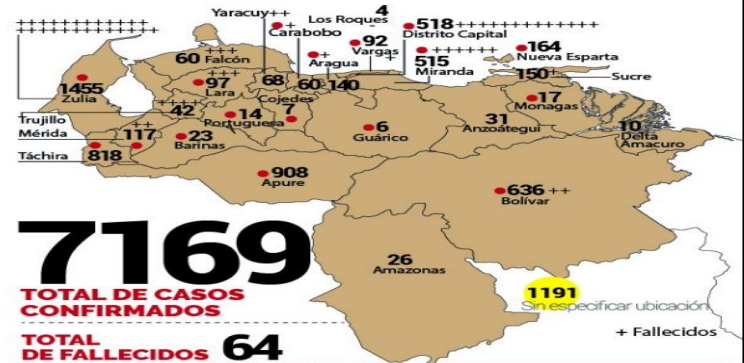 +++++++++++++++
+++++++++++++++
Yaracuy++
4
Los Roques
-
+
Carabobo
518 ++++++++++++++
Distrito Capital
60 +++
Falcón
92
Vargas
+
++
Aragua
+++++++
515
Miranda
164
Nueva Esparta
1455
Zulia
+++
97
Lara
68
60
140
150+
Sucre
Cojedes
7
17
Monagas
++++
42
Trujillo
14
Portuguesa
Mérida
++
117
23
Barinas
6
Guárico
31
Anzoátegui
10
Delta
Amacuro
Táchira
818
908
Apure
636 ++
Bolívar
7169
TOTAL DE CASOS
CONFIRMADOS
26
Amazonas
1191
Sin especificar ubicación
+ Fallecidos
TOTAL
DE FALLECIDOS 64